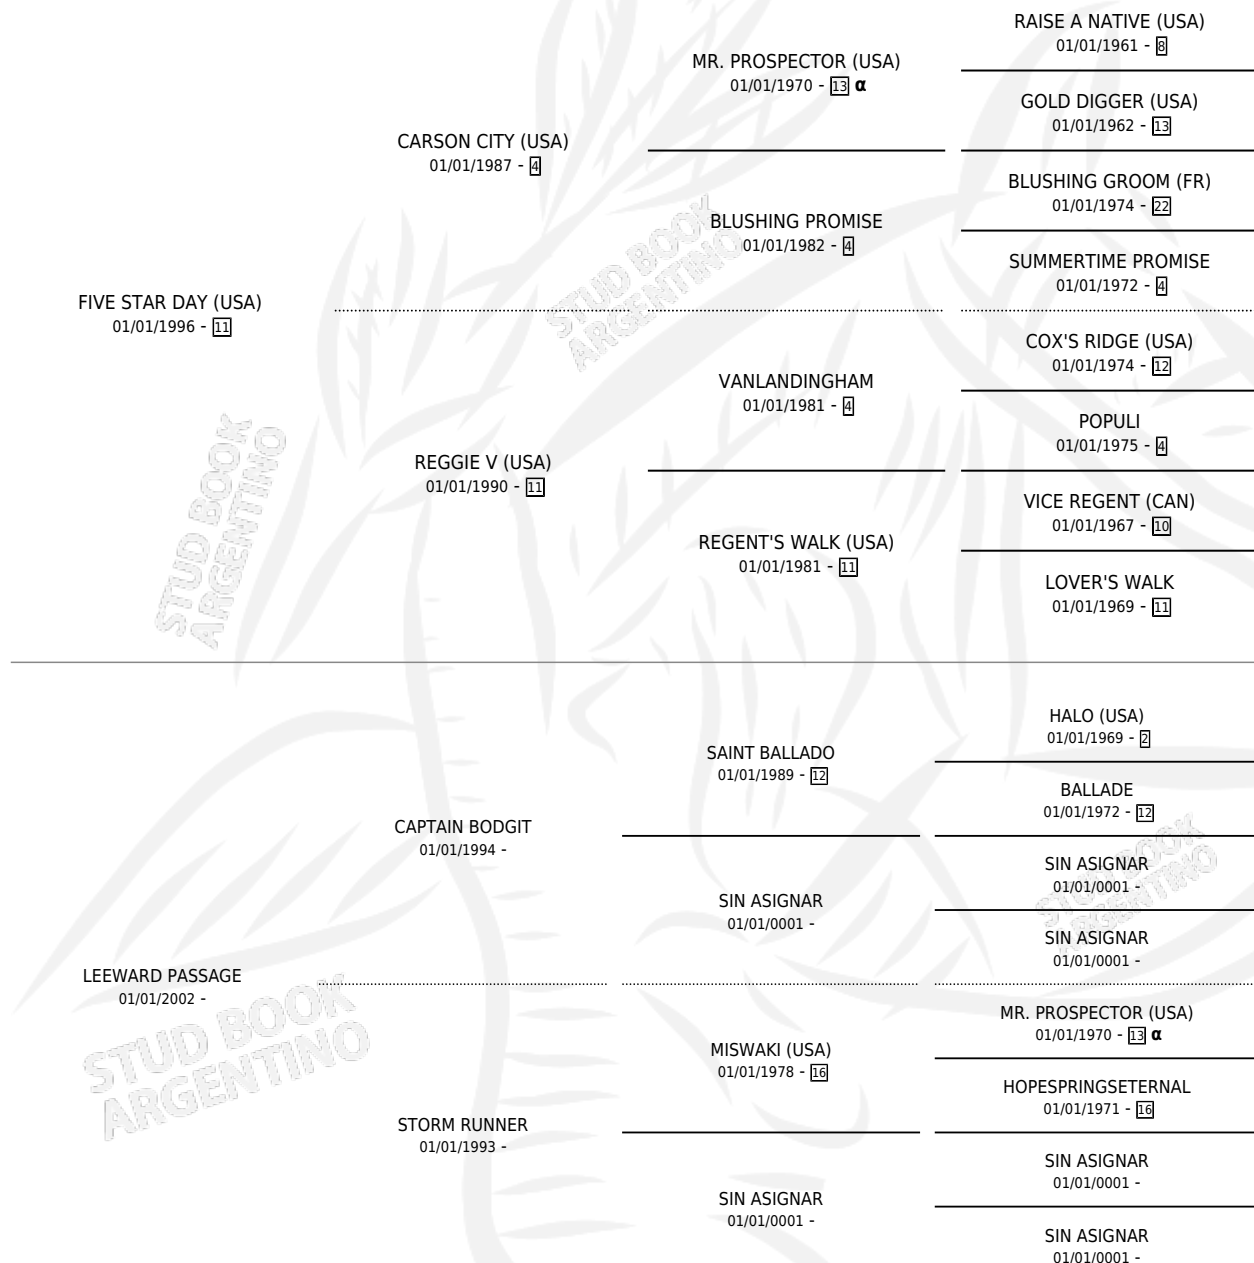 RAISE A NATIVE (USA)
01/01/1961 - 8
MR. PROSPECTOR (USA)
01/01/1970 - 13 α
GOLD DIGGER (USA)
01/01/1962 - 13
CARSON CITY (USA)
01/01/1987 - 4
BLUSHING GROOM (FR)
01/01/1974 - 22
BLUSHING PROMISE
01/01/1982 - 4
SUMMERTIME PROMISE
01/01/1972 - 4
FIVE STAR DAY (USA)
01/01/1996 - 11
COX'S RIDGE (USA)
01/01/1974 - 12
VANLANDINGHAM
01/01/1981 - 4
POPULI
01/01/1975 - 4
REGGIE V (USA)
01/01/1990 - 11
VICE REGENT (CAN)
01/01/1967 - 10
REGENT'S WALK (USA)
01/01/1981 - 11
LOVER'S WALK
01/01/1969 - 11
HALO (USA)
01/01/1969 - 2
SAINT BALLADO
01/01/1989 - 12
BALLADE
01/01/1972 - 12
CAPTAIN BODGIT
01/01/1994 -
SIN ASIGNAR
01/01/0001 -
SIN ASIGNAR
01/01/0001 -
SIN ASIGNAR
01/01/0001 -
LEEWARD PASSAGE
01/01/2002 -
MR. PROSPECTOR (USA)
01/01/1970 - 13 α
MISWAKI (USA)
01/01/1978 - 16
HOPESPRINGSETERNAL
01/01/1971 - 16
STORM RUNNER
01/01/1993 -
SIN ASIGNAR
01/01/0001 -
SIN ASIGNAR
01/01/0001 -
SIN ASIGNAR
01/01/0001 -
STUD BOOK
ARGENTINO
STUD BOOK
ARGENTINO
STUD BOOK
ARGENTINO
STUD BOOK
ARGENTINO